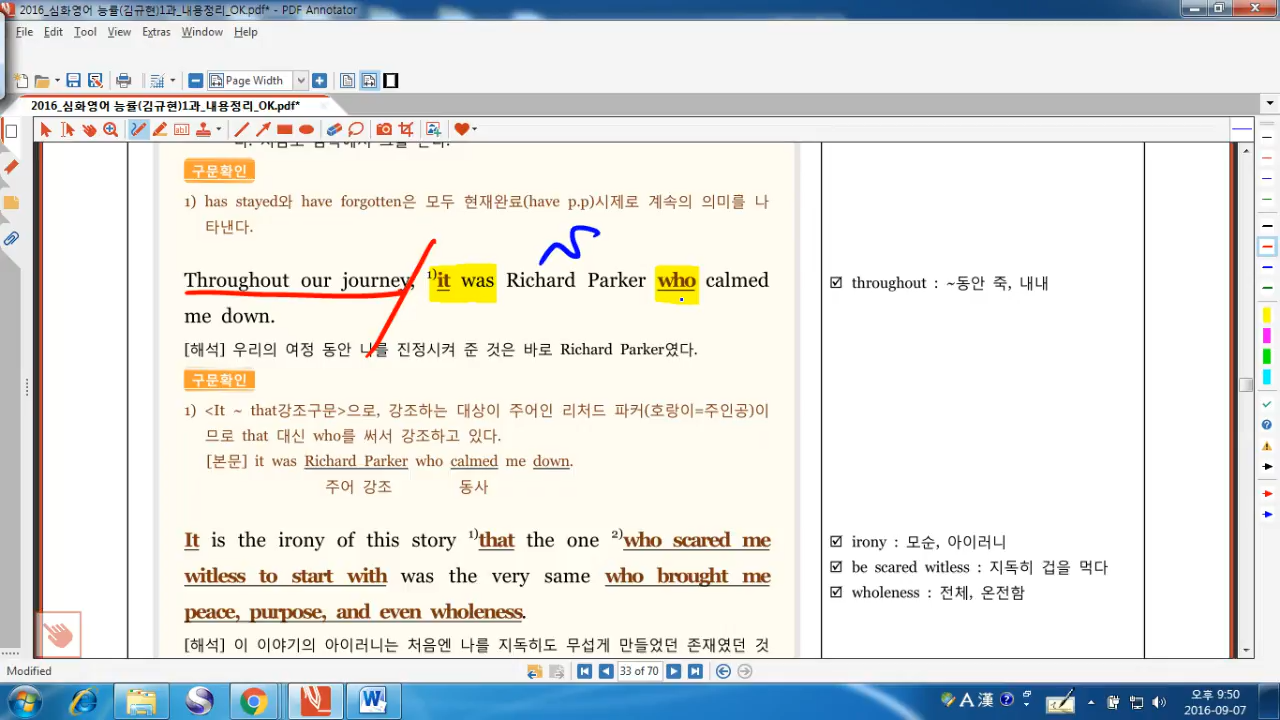 2016_심화영어 능률(김규현)1과_내용정리_OK.pdf* - PDF Annotator
File Edit Tool View Extras Window Help
Page Width
2016_심화영어 능률(김규현)1과_내용정리_OK.pdf*
구문확인
1) has stayed와 have forgotten은 모두 현재완료(have p.p)시제로 계속의 의미를 나
타낸다.
Throughout our journey, 1)it was Richard Parker who calmed
me down.
throughout : ~동안 죽, 내내
[해석] 우리의 여정 동안 나를 진정시켜 준 것은 바로 Richard Parker였다.
구문확인
1) <It ~ that강조구문>으로, 강조하는 대상이 주어인 리처드 파커(호랑이=주인공)이
므로 that 대신 who를 써서 강조하고 있다.
[본문] it was Richard Parker who calmed me down.
주어 강조 동사
It is the irony of this story 1)that the one 2)who scared me
witless to start with was the very same who brought me
peace, purpose, and even wholeness.
irony : 모순, 아이러니
be scared witless : 지독히 겁을 먹다
wholeness : 전체, 온전함
[해석] 이 이야기의 아이러니는 처음엔 나를 지독히도 무섭게 만들었던 존재였던 것
Modified
33 of 70
A 漢
오후 9:50
2016-09-07